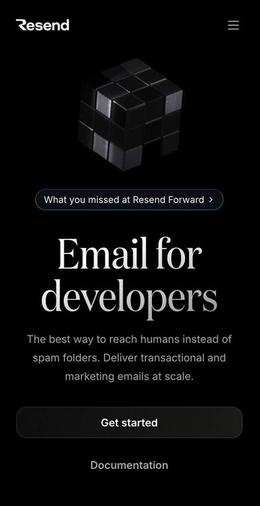 Resend
What you missed at Resend Forward
Email for
developers
The best way to reach humans instead of
spam folders. Deliver transactional and
marketing emails at scale.
Get started
Documentation